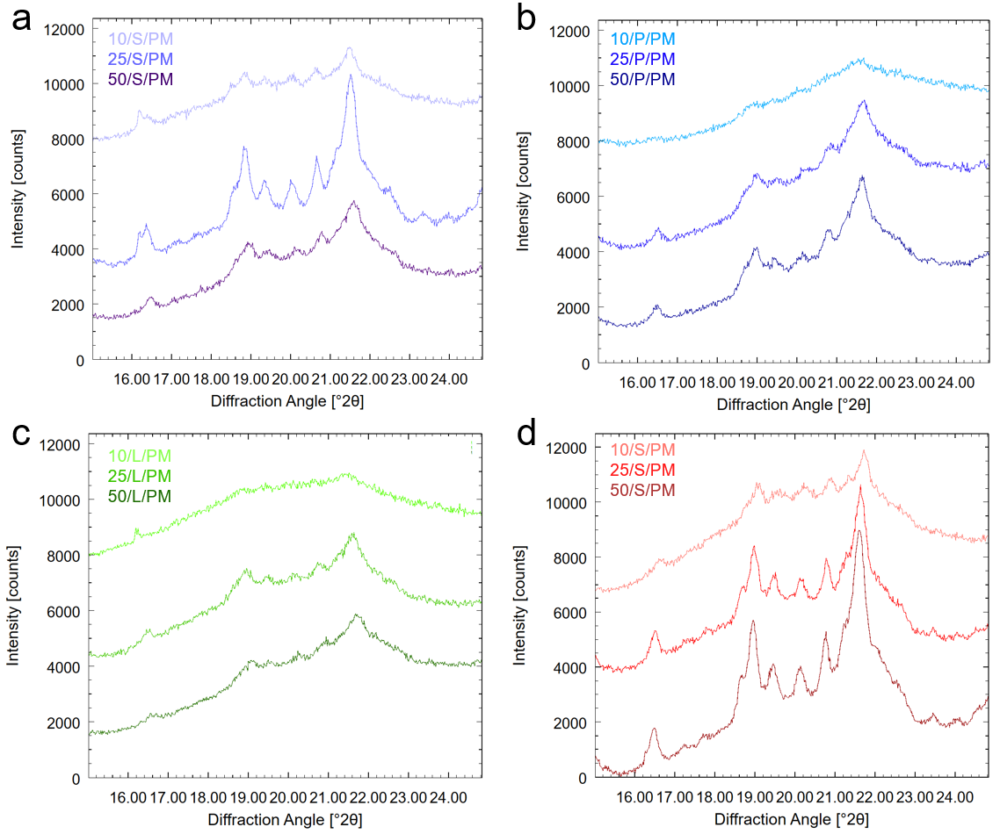 a
12000
10000
8000
6000
4000
2000
0
10/S/PM
25/S/PM
50/S/PM
Intensity [counts]
16.00 17.00 18.00 19.00 20.00 21.00 22.00 23.00 24.00
Diffraction Angle [°2θ]
b
12000
10000
8000
6000
4000
2000
0
10/P/PM
25/P/PM
50/P/PM
Intensity [counts]
16.00 17.00 18.00 19.00 20.00 21.00 22.00 23.00 24.00
Diffraction Angle [°2θ]
c
12000
10000
8000
6000
4000
2000
0
10/L/PM
25/L/PM
50/L/PM
Intensity [counts]
16.00 17.00 18.00 19.00 20.00 21.00 22.00 23.00 24.00
Diffraction Angle [°2θ]
d
12000
10000
8000
6000
4000
2000
0
10/S/PM
25/S/PM
50/S/PM
Intensity [counts]
16.00 17.00 18.00 19.00 20.00 21.00 22.00 23.00 24.00
Diffraction Angle [°2θ]